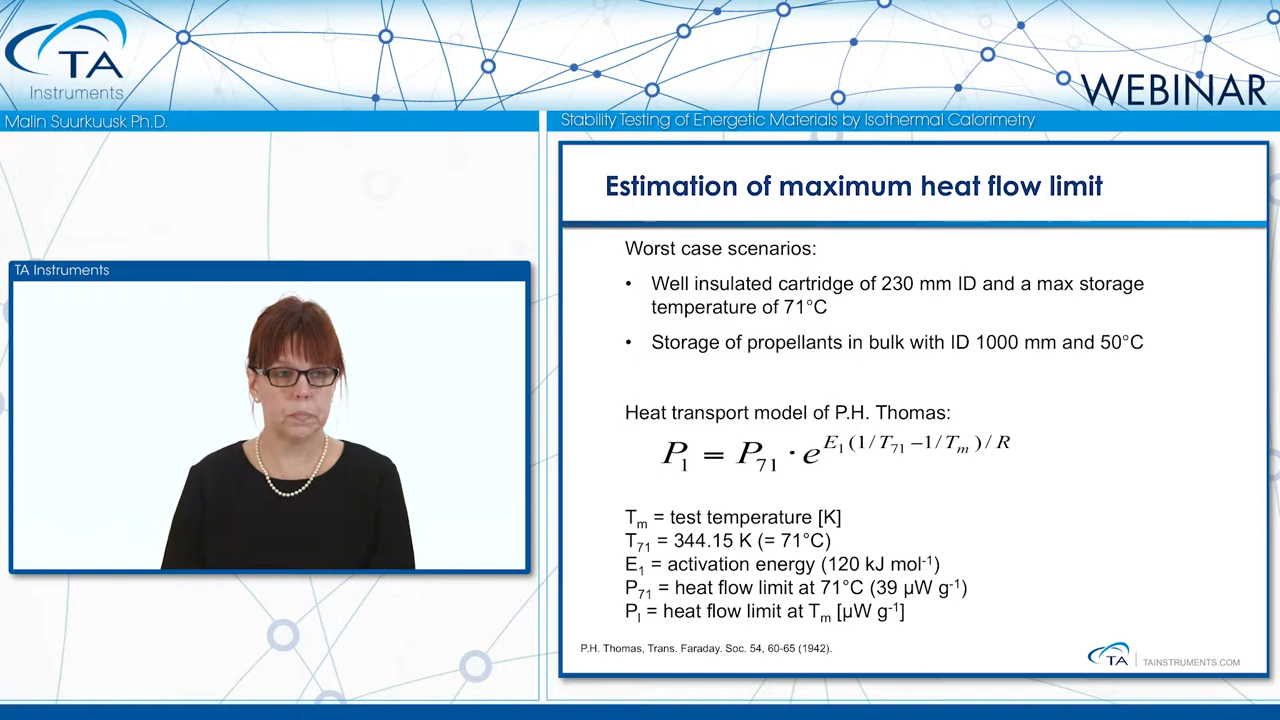 TA
Instruments
WEBINAR
Malin Suurkuusk Ph.D.
Stability Testing of Energetic Materials by Isothermal Calorimetry
TA Instruments
Estimation of maximum heat flow limit
Worst case scenarios:
• Well insulated cartridge of 230 mm ID and a max storage
temperature of 71°C
• Storage of propellants in bulk with ID 1000 mm and 50°C
Heat transport model of P.H. Thomas:
P₁ = P₇₁ · e^{E₁(1/T₇₁−1/Tₘ)/R}
Tₘ = test temperature [K]
T₇₁ = 344.15 K (= 71°C)
E₁ = activation energy (120 kJ mol⁻¹)
P₇₁ = heat flow limit at 71°C (39 µW g⁻¹)
Pₗ = heat flow limit at Tₘ [µW g⁻¹]
P.H. Thomas, Trans. Faraday. Soc. 54, 60-65 (1942).
TA | TAINSTRUMENTS.COM